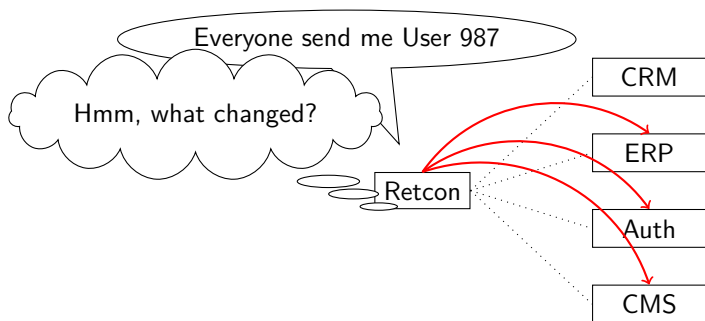 Everyone send me User 987
Hmm, what changed?
CRM
ERP
Retcon
Auth
CMS